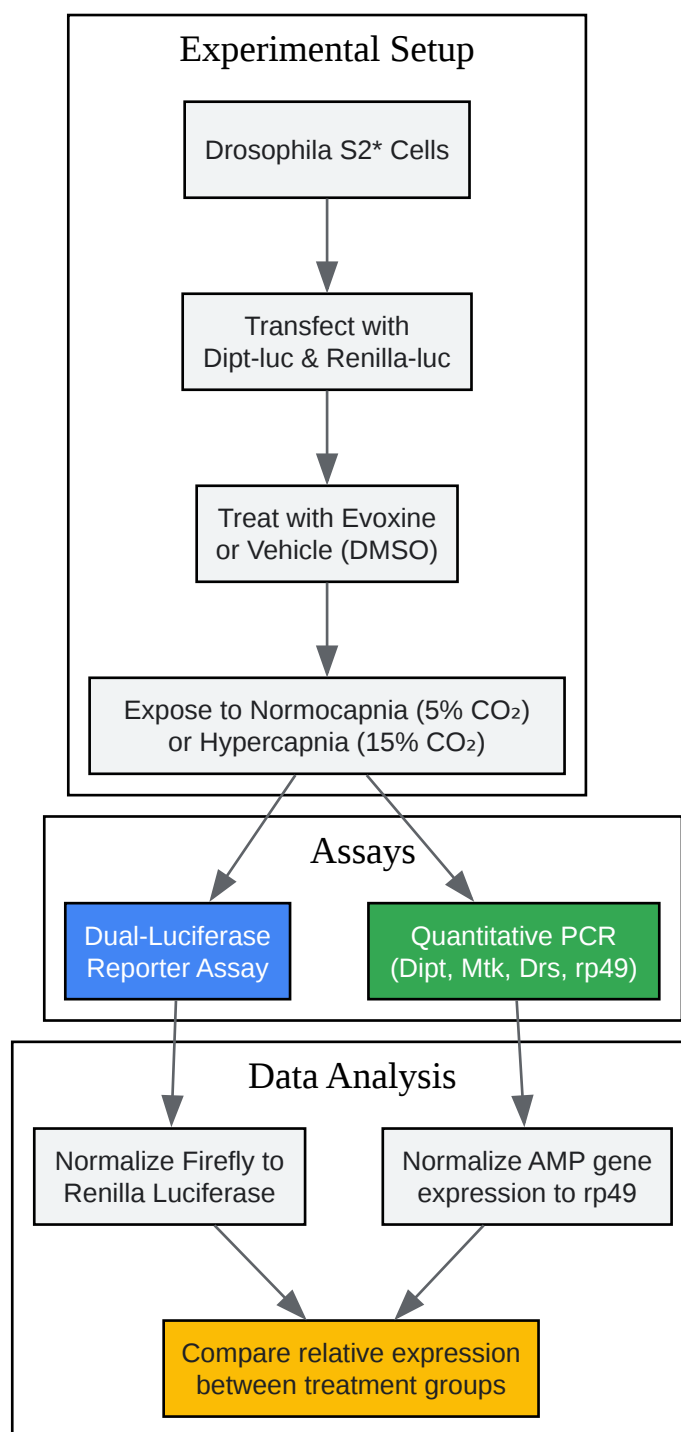 Experimental Setup
Drosophila S2* Cells
Transfect with
Dipt-luc & Renilla-luc
Treat with Evoxine
or Vehicle (DMSO)
Expose to Normocapnia (5% CO₂)
or Hypercapnia (15% CO₂)
Assays
Dual-Luciferase
Reporter Assay
Quantitative PCR
(Dipt, Mtk, Drs, rp49)
Data Analysis
Normalize Firefly to
Renilla Luciferase
Normalize AMP gene
expression to rp49
Compare relative expression
between treatment groups